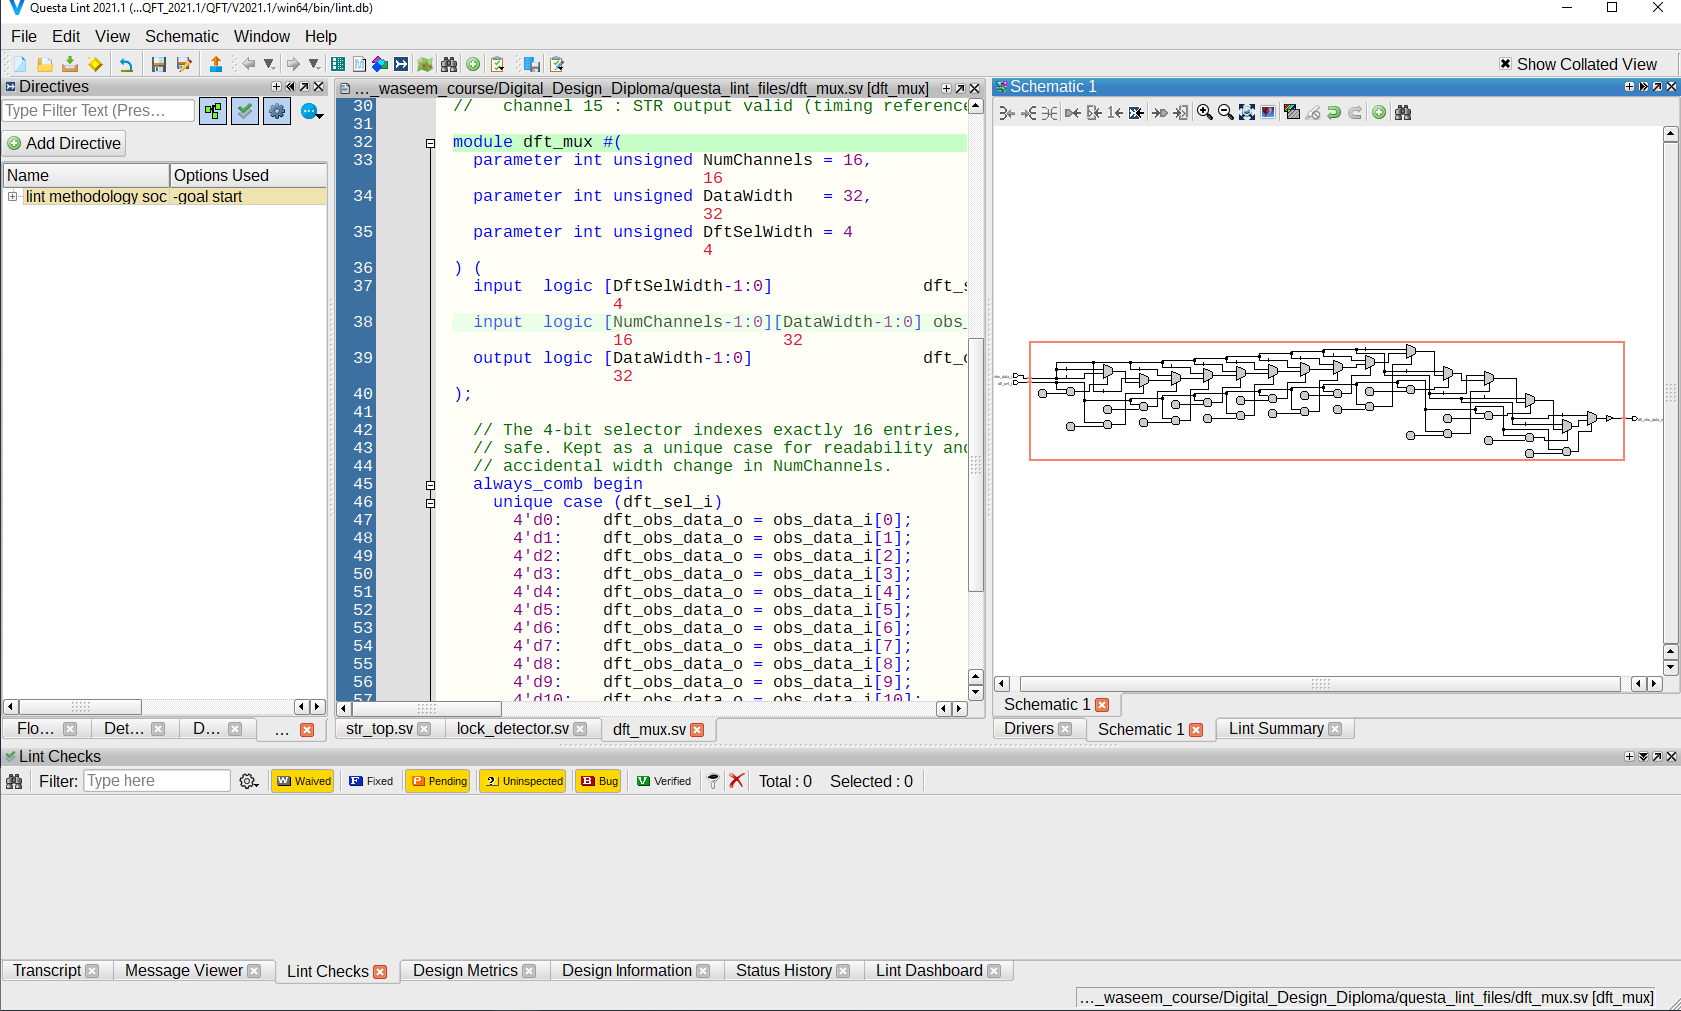 Questa Lint 2021.1 (...QFT_2021.1/QFT/V2021.1/win64/bin/lint.db)
File Edit View Schematic Window Help
Show Collated View
Directives
Type Filter Text (Pres…
Add Directive
Name Options Used
lint methodology soc -goal start
Flo... Det... D... ...
..._waseem_course/Digital_Design_Diploma/questa_lint_files/dft_mux.sv [dft_mux]
30 //   channel 15 : STR output valid (timing reference
31
32 module dft_mux #(
33 parameter int unsigned NumChannels = 16,
16
34 parameter int unsigned DataWidth   = 32,
32
35 parameter int unsigned DftSelWidth = 4
4
36 ) (
37 input  logic [DftSelWidth-1:0] dft_s
4
38 input  logic [NumChannels-1:0][DataWidth-1:0] obs_
16 32
39 output logic [DataWidth-1:0] dft_o
32
40 );
41
42 // The 4-bit selector indexes exactly 16 entries,
43 // safe. Kept as a unique case for readability and
44 // accidental width change in NumChannels.
45 always_comb begin
46 unique case (dft_sel_i)
47 4'd0:    dft_obs_data_o = obs_data_i[0];
48 4'd1:    dft_obs_data_o = obs_data_i[1];
49 4'd2:    dft_obs_data_o = obs_data_i[2];
50 4'd3:    dft_obs_data_o = obs_data_i[3];
51 4'd4:    dft_obs_data_o = obs_data_i[4];
52 4'd5:    dft_obs_data_o = obs_data_i[5];
53 4'd6:    dft_obs_data_o = obs_data_i[6];
54 4'd7:    dft_obs_data_o = obs_data_i[7];
55 4'd8:    dft_obs_data_o = obs_data_i[8];
56 4'd9:    dft_obs_data_o = obs_data_i[9];
57 4'd10:   dft_obs_data_o = obs_data_i[10];
str_top.sv lock_detector.sv dft_mux.sv
Schematic 1
Schematic 1
Drivers Schematic 1 Lint Summary
Lint Checks
Filter: Type here Waived Fixed Pending Uninspected Bug Verified Total : 0 Selected : 0
Transcript Message Viewer Lint Checks Design Metrics Design Information Status History Lint Dashboard
..._waseem_course/Digital_Design_Diploma/questa_lint_files/dft_mux.sv [dft_mux]